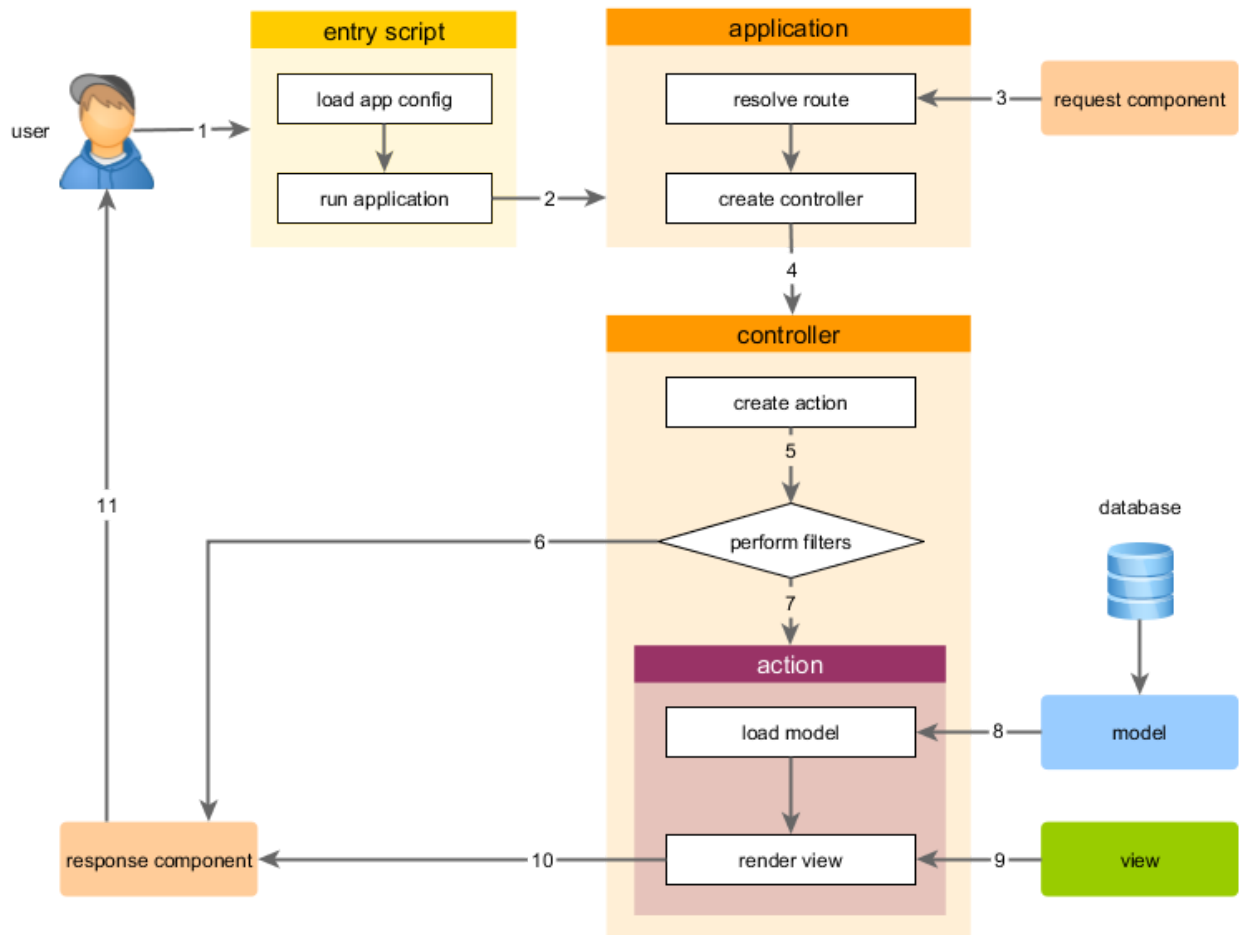 entry script
application
load app config
resolve route
3
request component
user
1
run application
2
create controller
4
controller
create action
5
11
database
6
perform filters
7
action
load model
8
model
response component
10
render view
9
view